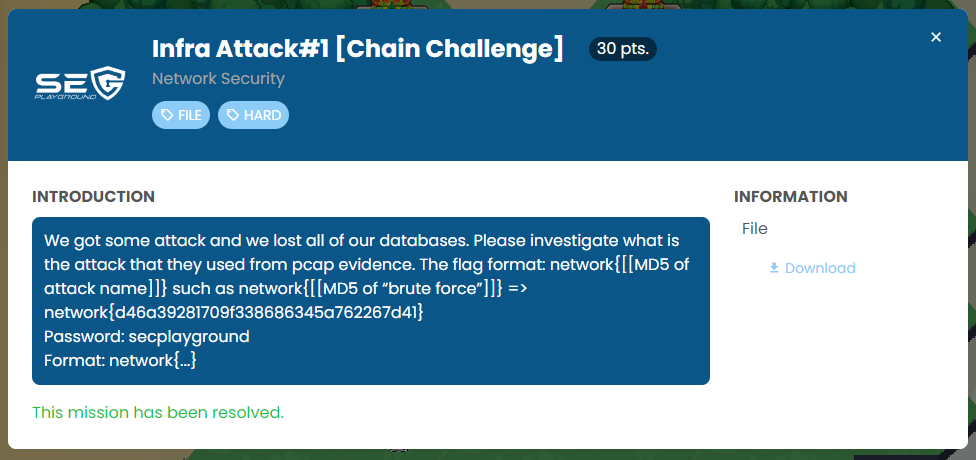 Infra Attack#1 [Chain Challenge] 30 pts.
Network Security
SEC
PLAYGROUND
FILE HARD
INTRODUCTION
We got some attack and we lost all of our databases. Please investigate what is
the attack that they used from pcap evidence. The flag format: network{[[MD5 of
attack name]]} such as network{[[MD5 of “brute force”]]} =>
network{d46a39281709f338686345a762267d41}
Password: secplayground
Format: network{...}
This mission has been resolved.
INFORMATION
File
Download